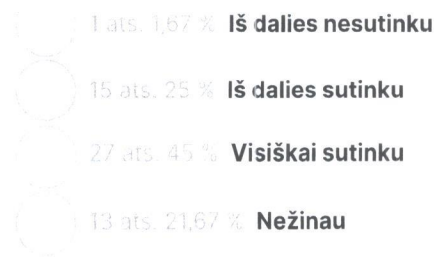 1 ats. 1,67 % Iš dalies nesutinku
15 ats. 25 % Iš dalies sutinku
27 ats. 45 % Visiškai sutinku
13 ats. 21,67 % Nežinau